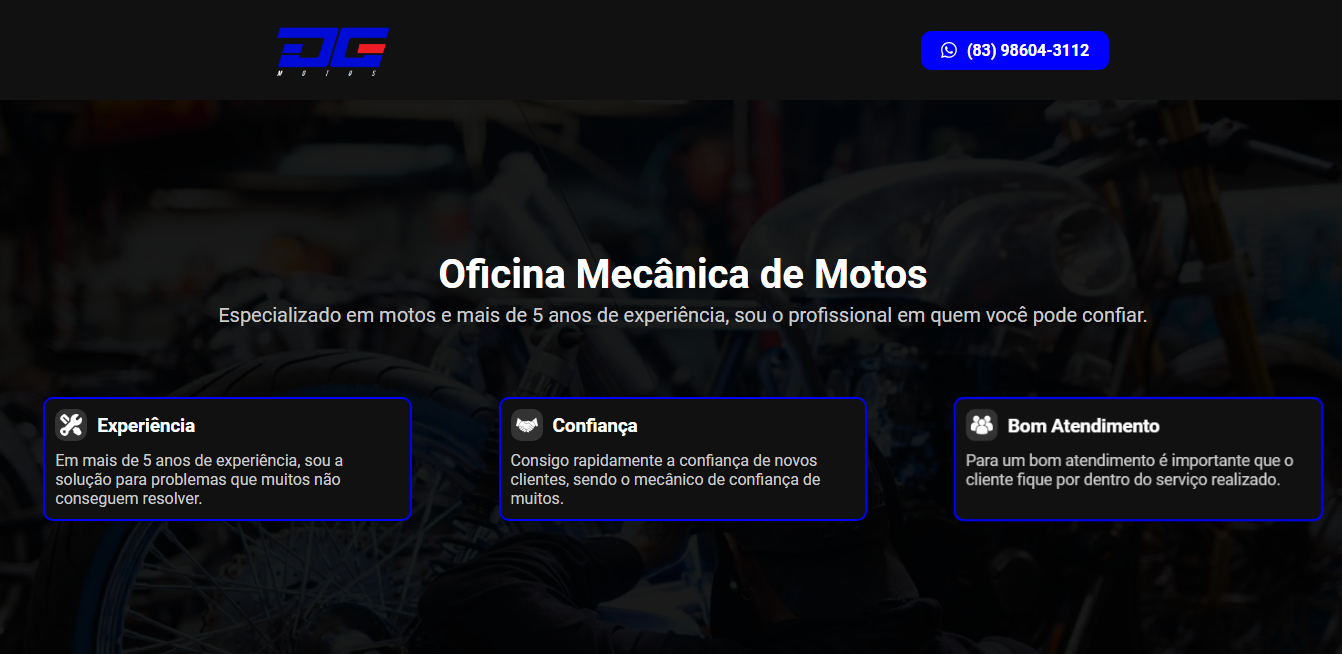 DG
MOTOS
(83) 98604-3112
Oficina Mecânica de Motos
Especializado em motos e mais de 5 anos de experiência, sou o profissional em quem você pode confiar.
Experiência
Em mais de 5 anos de experiência, sou a
solução para problemas que muitos não
conseguem resolver.
Confiança
Consigo rapidamente a confiança de novos
clientes, sendo o mecânico de confiança de
muitos.
Bom Atendimento
Para um bom atendimento é importante que o
cliente fique por dentro do serviço realizado.